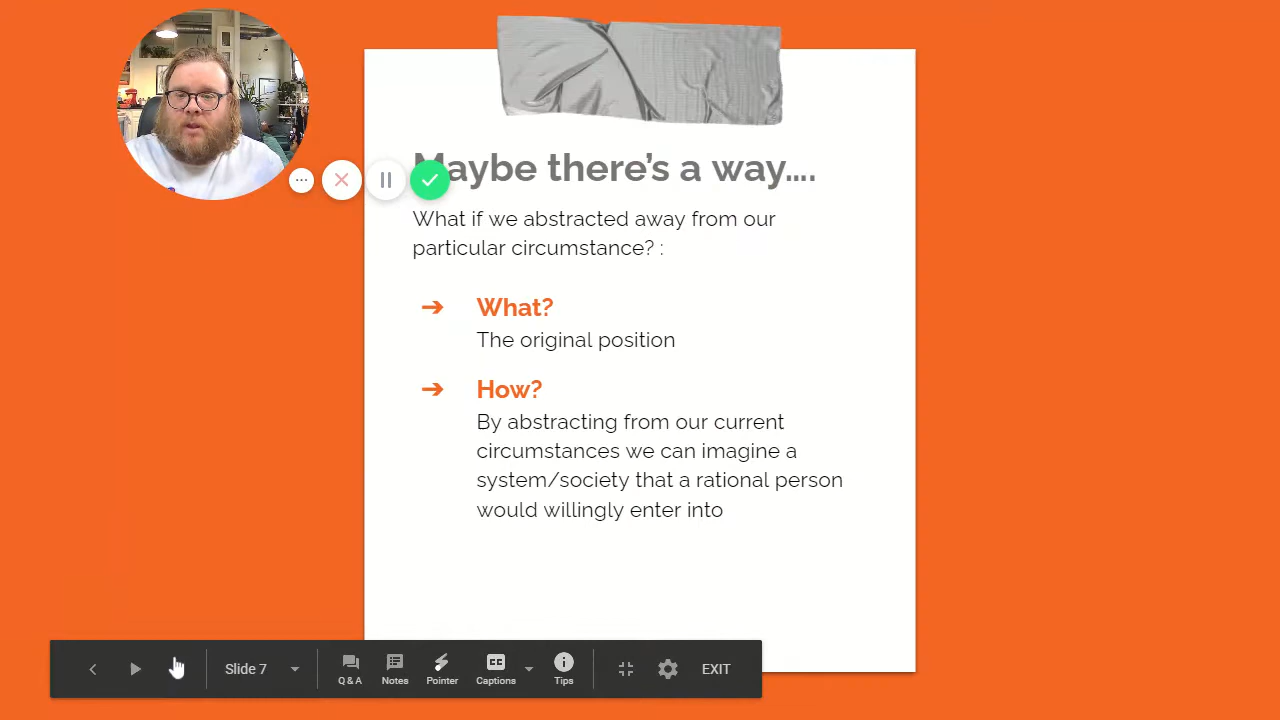 Maybe there's a way....
What if we abstracted away from our
particular circumstance? :
What?
The original position
How?
By abstracting from our current
circumstances we can imagine a
system/society that a rational person
would willingly enter into
Slide 7
Q & A
Notes
Pointer
CC
Captions
Tips
EXIT